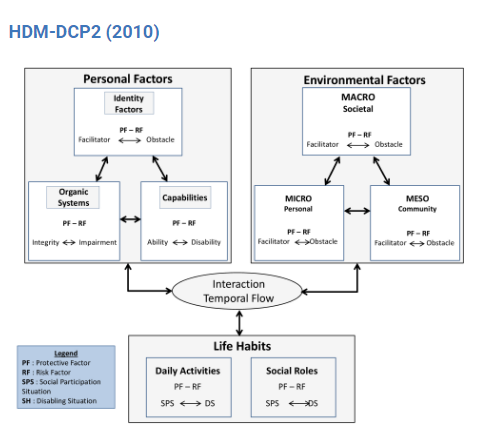 HDM-DCP2 (2010)
Personal Factors
Identity
Factors
PF – RF
Facilitator Obstacle
Organic
Systems
PF – RF
Integrity Impairment
Capabilities
PF – RF
Ability Disability
Environmental Factors
MACRO
Societal
PF – RF
Facilitator Obstacle
MICRO
Personal
PF – RF
Facilitator Obstacle
MESO
Community
PF – RF
Facilitator Obstacle
Interaction
Temporal Flow
Life Habits
Daily Activities
PF – RF
SPS DS
Social Roles
PF – RF
SPS DS
Legend
PF : Protective Factor
RF : Risk Factor
SPS : Social Participation
Situation
SH : Disabling Situation